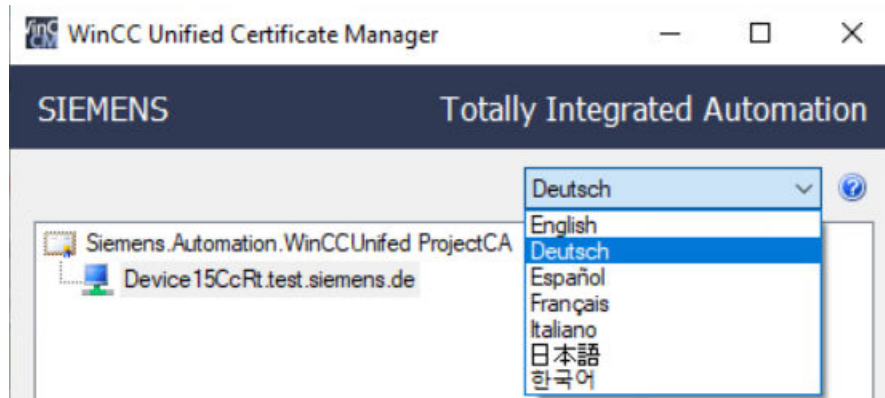 WinCC Unified Certificate Manager
SIEMENS
Totally Integrated Automation
Deutsch
English
Deutsch
Español
Français
Italiano
日本語
한국어
Siemens.Automation.WinCCUnifed ProjectCA
Device15CcRt.test.siemens.de